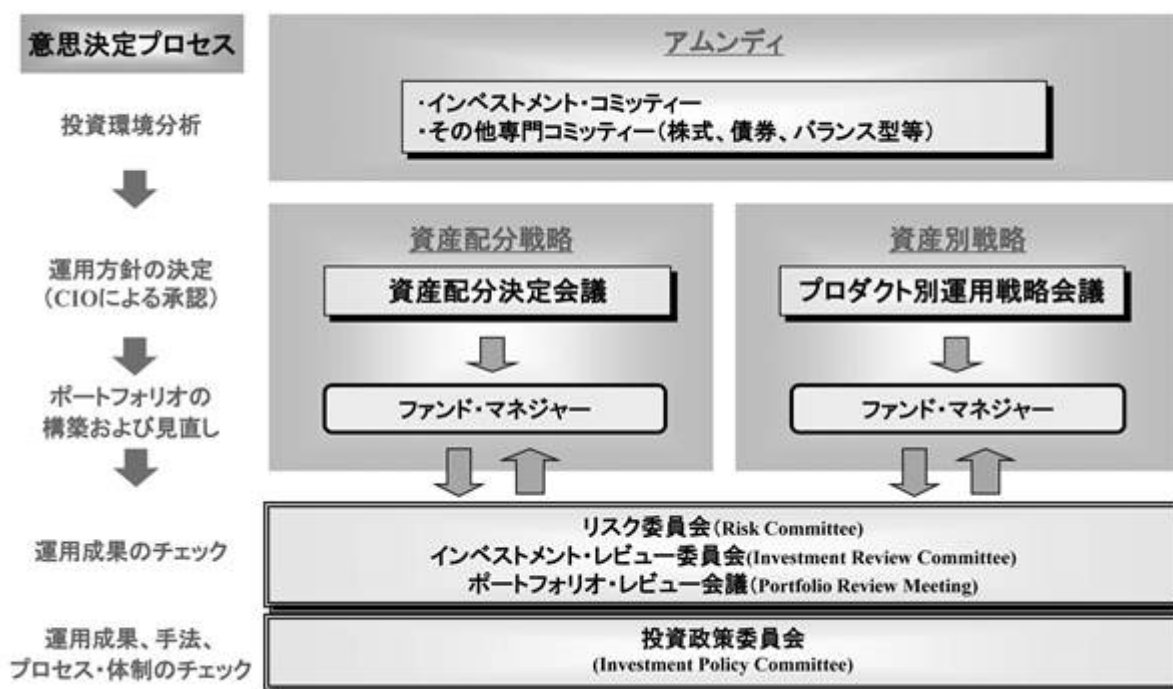 意思決定プロセス
アムンディ
投資環境分析
・インベストメント・コミッティー
・その他専門コミッティー(株式、債券、バランス型等)
運用方針の決定
(CIOによる承認)
資産配分戦略
資産配分決定会議
資産別戦略
プロダクト別運用戦略会議
ポートフォリオの
構築および見直し
ファンド・マネジャー
ファンド・マネジャー
運用成果のチェック
リスク委員会(Risk Committee)
インベストメント・レビュー委員会(Investment Review Committee)
ポートフォリオ・レビュー会議(Portfolio Review Meeting)
運用成果、手法、
プロセス・体制のチェック
投資政策委員会
(Investment Policy Committee)